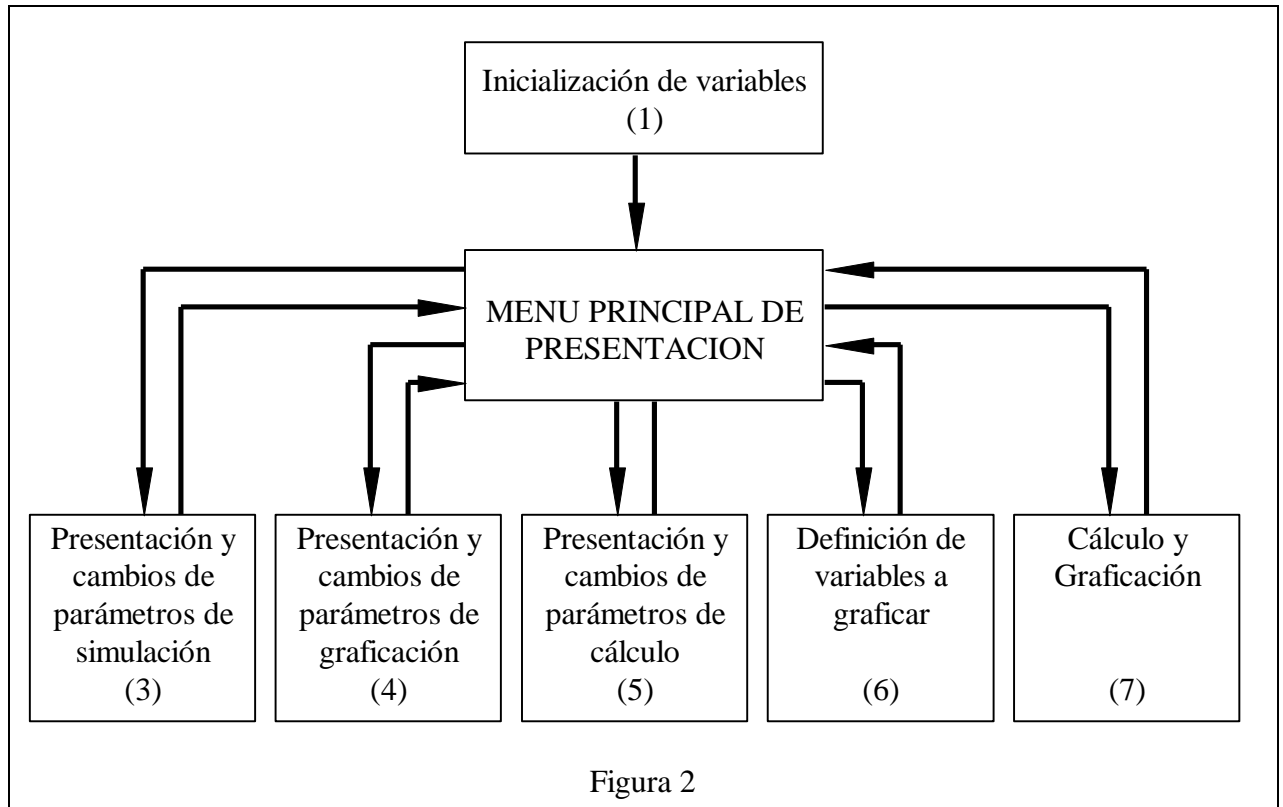 Inicialización de variables
(1)
MENU PRINCIPAL DE
PRESENTACION
Presentación y
cambios de
parámetros de
simulación
(3)
Presentación y
cambios de
parámetros de
graficación
(4)
Presentación y
cambios de
parámetros de
cálculo
(5)
Definición de
variables a
graficar
(6)
Cálculo y
Graficación
(7)
Figura 2